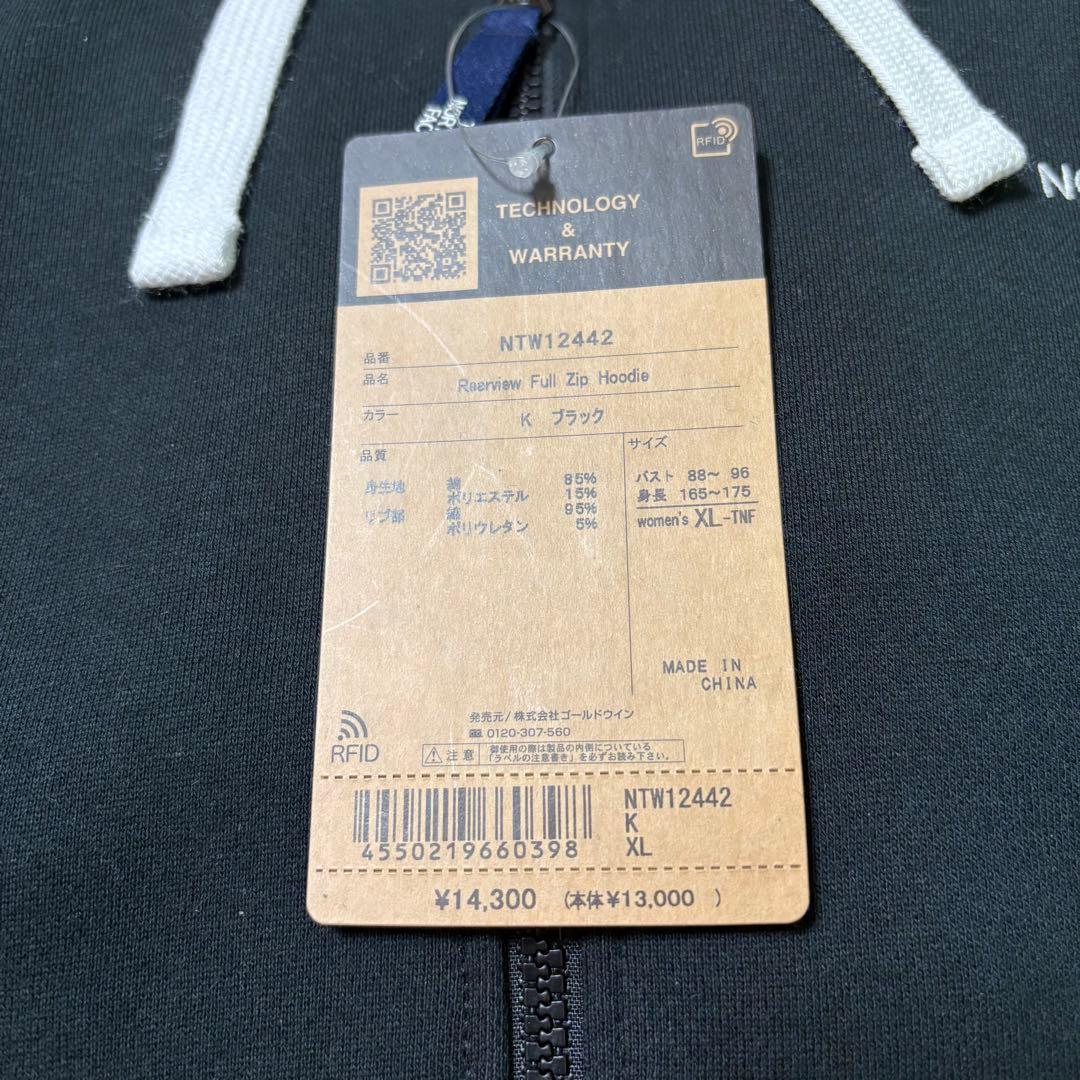 RFID
TECHNOLOGY
&
WARRANTY
品番 NTW12442
品名 Rearview Full Zip Hoodie
カラー K ブラック
品質
身生地 綿 85%
ポリエステル 15%
リブ部 綿 95%
ポリウレタン 5%
サイズ
バスト 88～ 96
身長 165～175
women's XL-TNF
MADE IN
CHINA
発売元/株式会社ゴールドウイン
0120-307-560
RFID
注意 御使用の際は製品の内側についている
「ラベルの注意書き」を必ずお読み下さい。
4550219660398
NTW12442
K
XL
¥14,300 (本体¥13,000 )